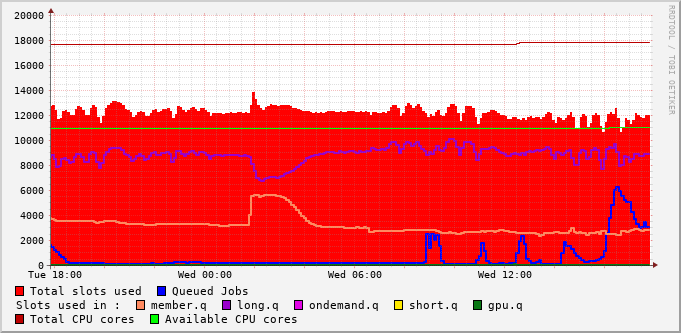 20000
18000
16000
14000
12000
10000
8000
6000
4000
2000
0
Tue 18:00 Wed 00:00 Wed 06:00 Wed 12:00
Total slots used Queued Jobs
Slots used in : member.q long.q ondemand.q short.q gpu.q
Total CPU cores Available CPU cores
RRDTOOL / TOBI OETIKER